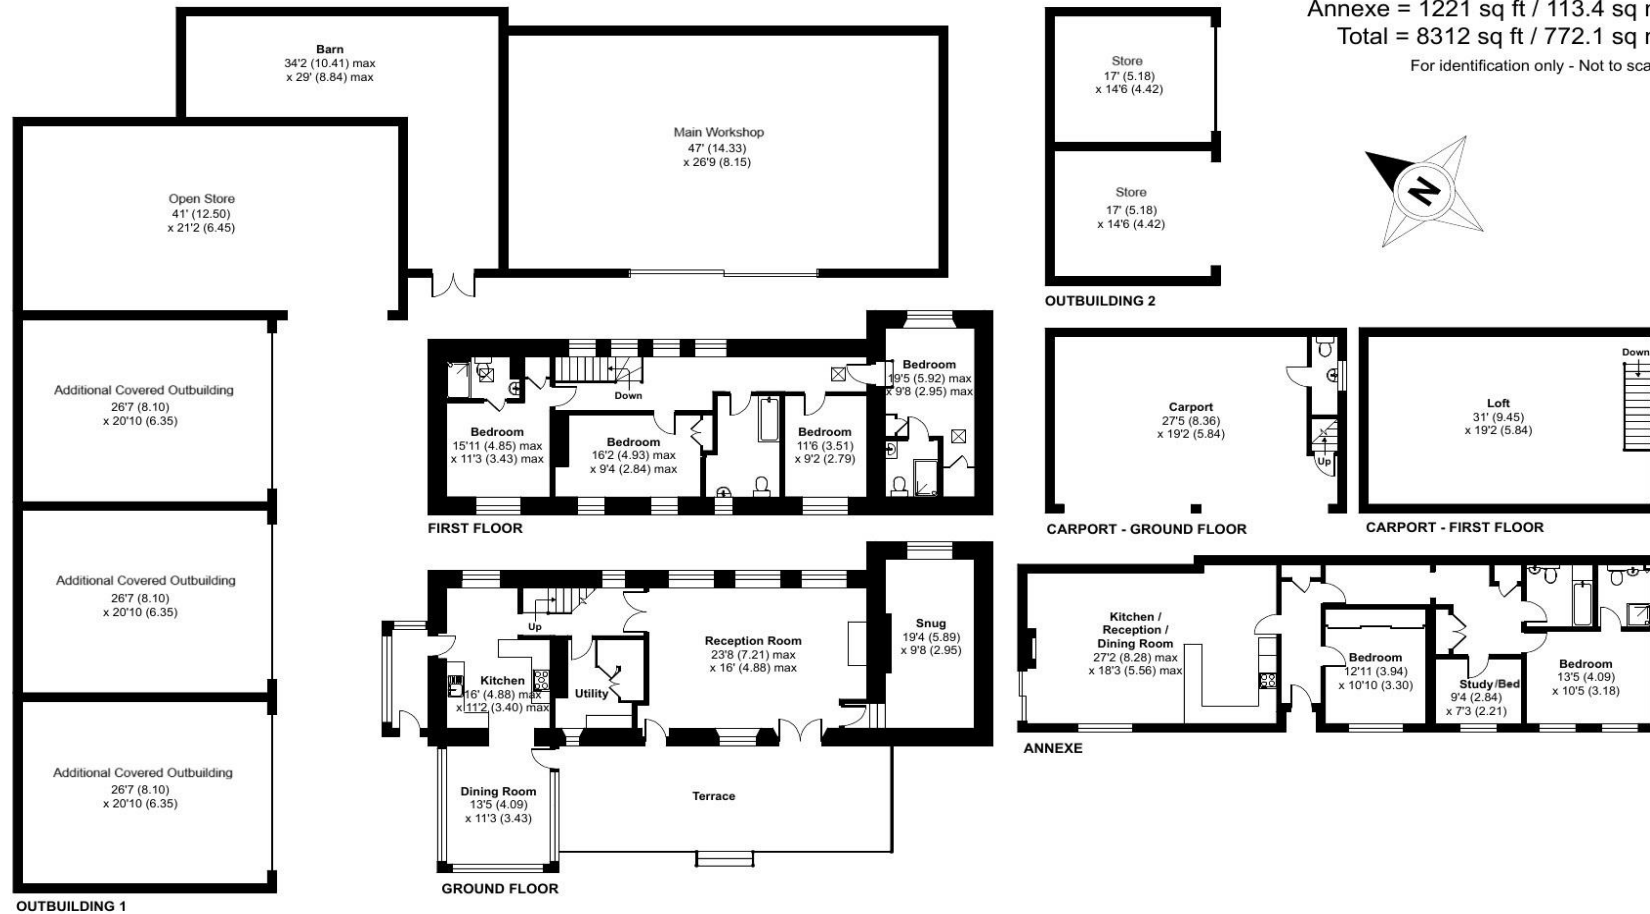 Annexe = 1221 sq ft / 113.4 sq
Total = 8312 sq ft / 772.1 sq
For identification only - Not to
N
Barn
34'2 (10.41) max
x 29' (8.84) max
Main Workshop
47' (14.33)
x 26'9 (8.15)
Open Store
41' (12.50)
x 21'2 (6.45)
Additional Covered Outbuilding
26'7 (8.10)
x 20'10 (6.35)
Additional Covered Outbuilding
26'7 (8.10)
x 20'10 (6.35)
Additional Covered Outbuilding
26'7 (8.10)
x 20'10 (6.35)
OUTBUILDING 1
Store
17' (5.18)
x 14'6 (4.42)
Store
17' (5.18)
x 14'6 (4.42)
OUTBUILDING 2
Down
Bedroom
15'11 (4.85) max
x 11'3 (3.43) max
Bedroom
16'2 (4.93) max
x 9'4 (2.84) max
Bedroom
11'6 (3.51)
x 9'2 (2.79)
Bedroom
19'5 (5.92) max
x 9'8 (2.95) max
FIRST FLOOR
Carport
27'5 (8.36)
x 19'2 (5.84)
Up
CARPORT - GROUND FLOOR
Down
Loft
31' (9.45)
x 19'2 (5.84)
CARPORT - FIRST FLOOR
Up
Kitchen
16' (4.88) max
x 11'2 (3.40) max
Utility
Reception Room
23'8 (7.21) max
x 16' (4.88) max
Snug
19'4 (5.89)
x 9'8 (2.95)
Dining Room
13'5 (4.09)
x 11'3 (3.43)
Terrace
GROUND FLOOR
Kitchen /
Reception /
Dining Room
27'2 (8.28) max
x 18'3 (5.56) max
Bedroom
12'11 (3.94)
x 10'10 (3.30)
Study/Bed
9'4 (2.84)
x 7'3 (2.21)
Bedroom
13'5 (4.09)
x 10'5 (3.18)
ANNEXE